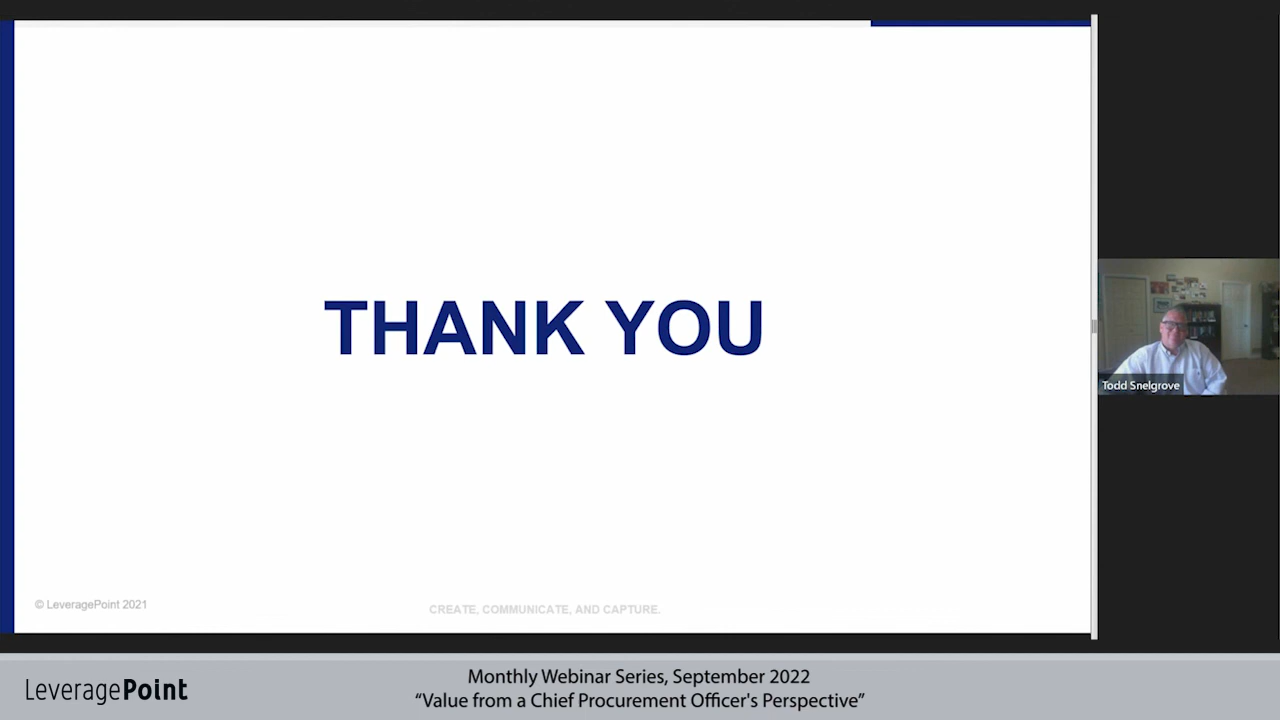 THANK YOU
Todd Snelgrove
© LeveragePoint 2021
CREATE, COMMUNICATE, AND CAPTURE.
LeveragePoint
Monthly Webinar Series, September 2022
“Value from a Chief Procurement Officer's Perspective”